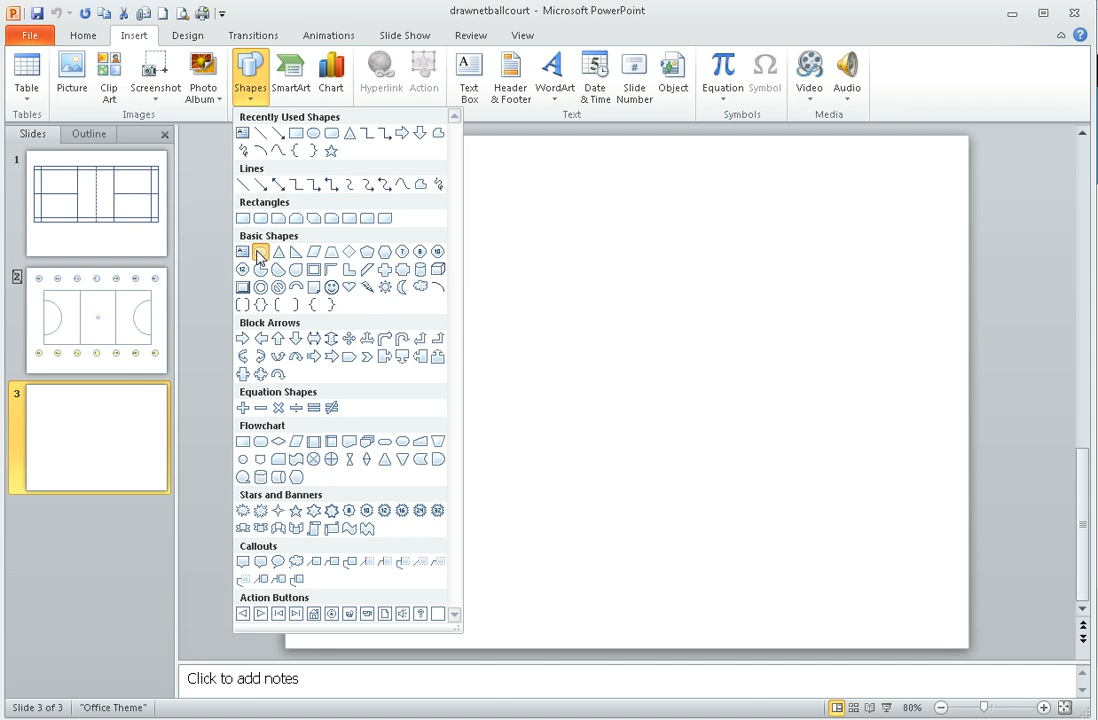 drawnetballcourt - Microsoft PowerPoint
File Home Insert Design Transitions Animations Slide Show Review View
Table Picture Clip Art Screenshot Photo Album Shapes SmartArt Chart Hyperlink Action Text Box Header & Footer WordArt Date & Time Slide Number Object Equation Symbol Video Audio
Tables Images Text Symbols Media
Slides Outline
1
2
3
Recently Used Shapes
Lines
Rectangles
Basic Shapes
Block Arrows
Equation Shapes
Flowchart
Stars and Banners
Callouts
Action Buttons
Click to add notes
Slide 3 of 3 "Office Theme" 80%